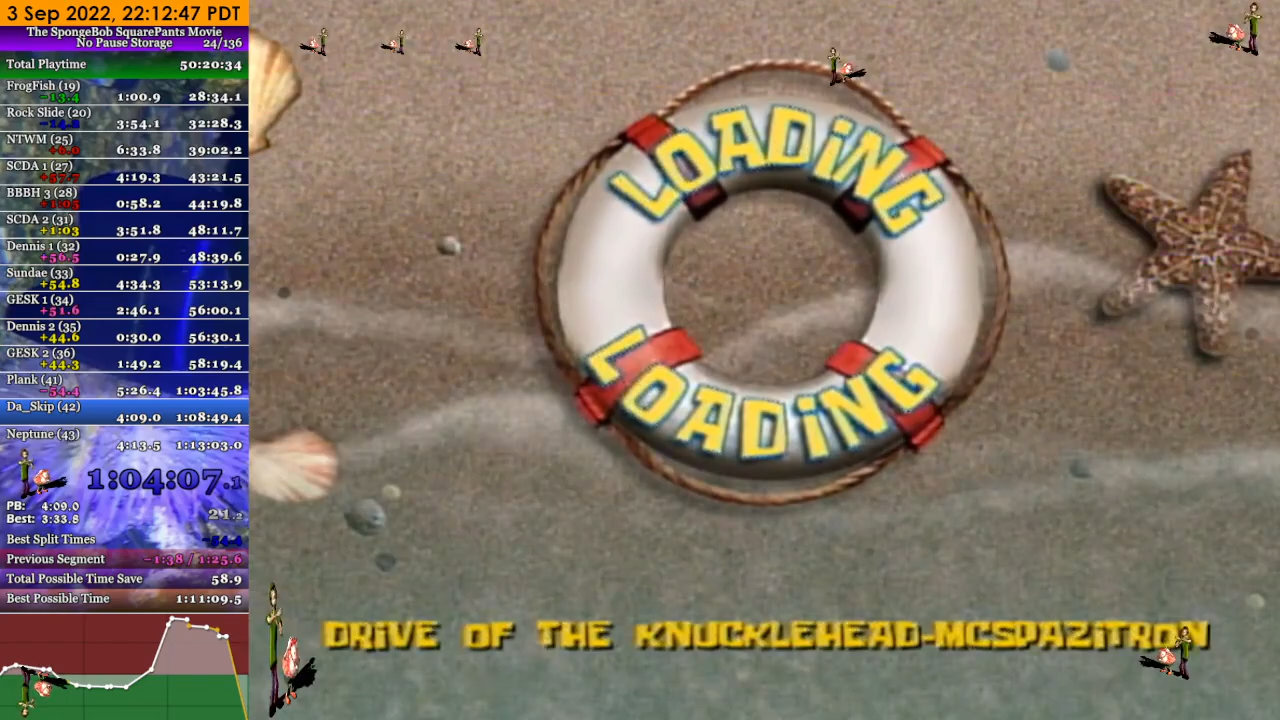 3 Sep 2022, 22:12:47 PDT
The SpongeBob SquarePants Movie
No Pause Storage 24/136
Total Playtime 50:20:34
FrogFish (19)
-13.4 1:00.9 28:34.1
Rock Slide (20)
-14.2 3:54.1 32:28.3
NTWM (25)
+6.0 6:33.8 39:02.2
SCDA 1 (27)
+57.7 4:19.3 43:21.5
BBBH 3 (28)
+1:05 0:58.2 44:19.8
SCDA 2 (31)
+1:03 3:51.8 48:11.7
Dennis 1 (32)
+56.5 0:27.9 48:39.6
Sundae (33)
+54.8 4:34.3 53:13.9
GESK 1 (34)
+51.6 2:46.1 56:00.1
Dennis 2 (35)
+44.6 0:30.0 56:30.1
GESK 2 (36)
+44.3 1:49.2 58:19.4
Plank (41)
-54.4 5:26.4 1:03:45.8
Da_Skip (42)
4:09.0 1:08:49.4
Neptune (43)
4:13.5 1:13:03.0
1:04:07.1
PB: 4:09.0
Best: 3:33.8
21.2
Best Split Times -54.4
Previous Segment -1:38 / 1:25.6
Total Possible Time Save 58.9
Best Possible Time 1:11:09.5
LOADiNG
LOADiNG
DRiVE OF THE KNUCKLEHEAD-MCSPAZiTRON